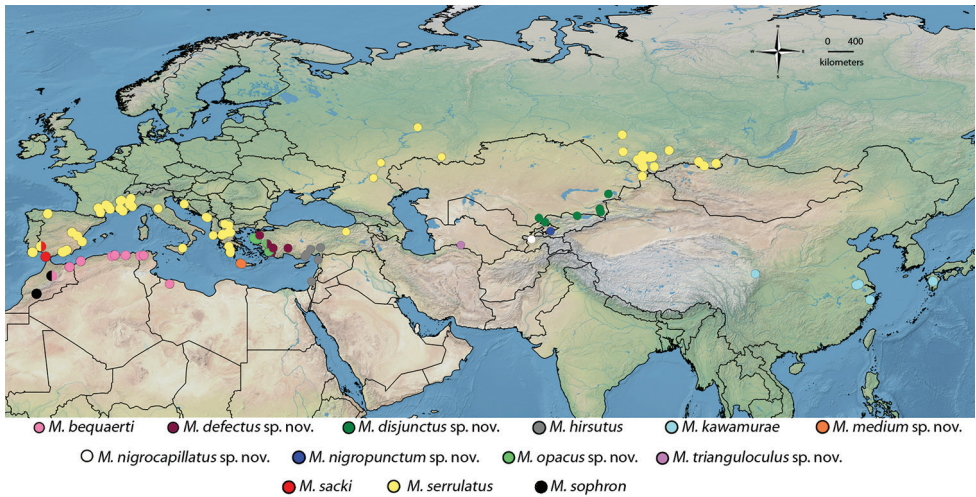 N
W E
S
0 400
kilometers
M. bequaerti M. defectus sp. nov. M. disjunctus sp. nov. M. hirsutus M. kawamurae M. medium sp. nov.
M. nigrocapillatus sp. nov. M. nigropunctum sp. nov. M. opacus sp. nov. M. trianguloculus sp. nov.
M. sacki M. serrulatus M. sophron